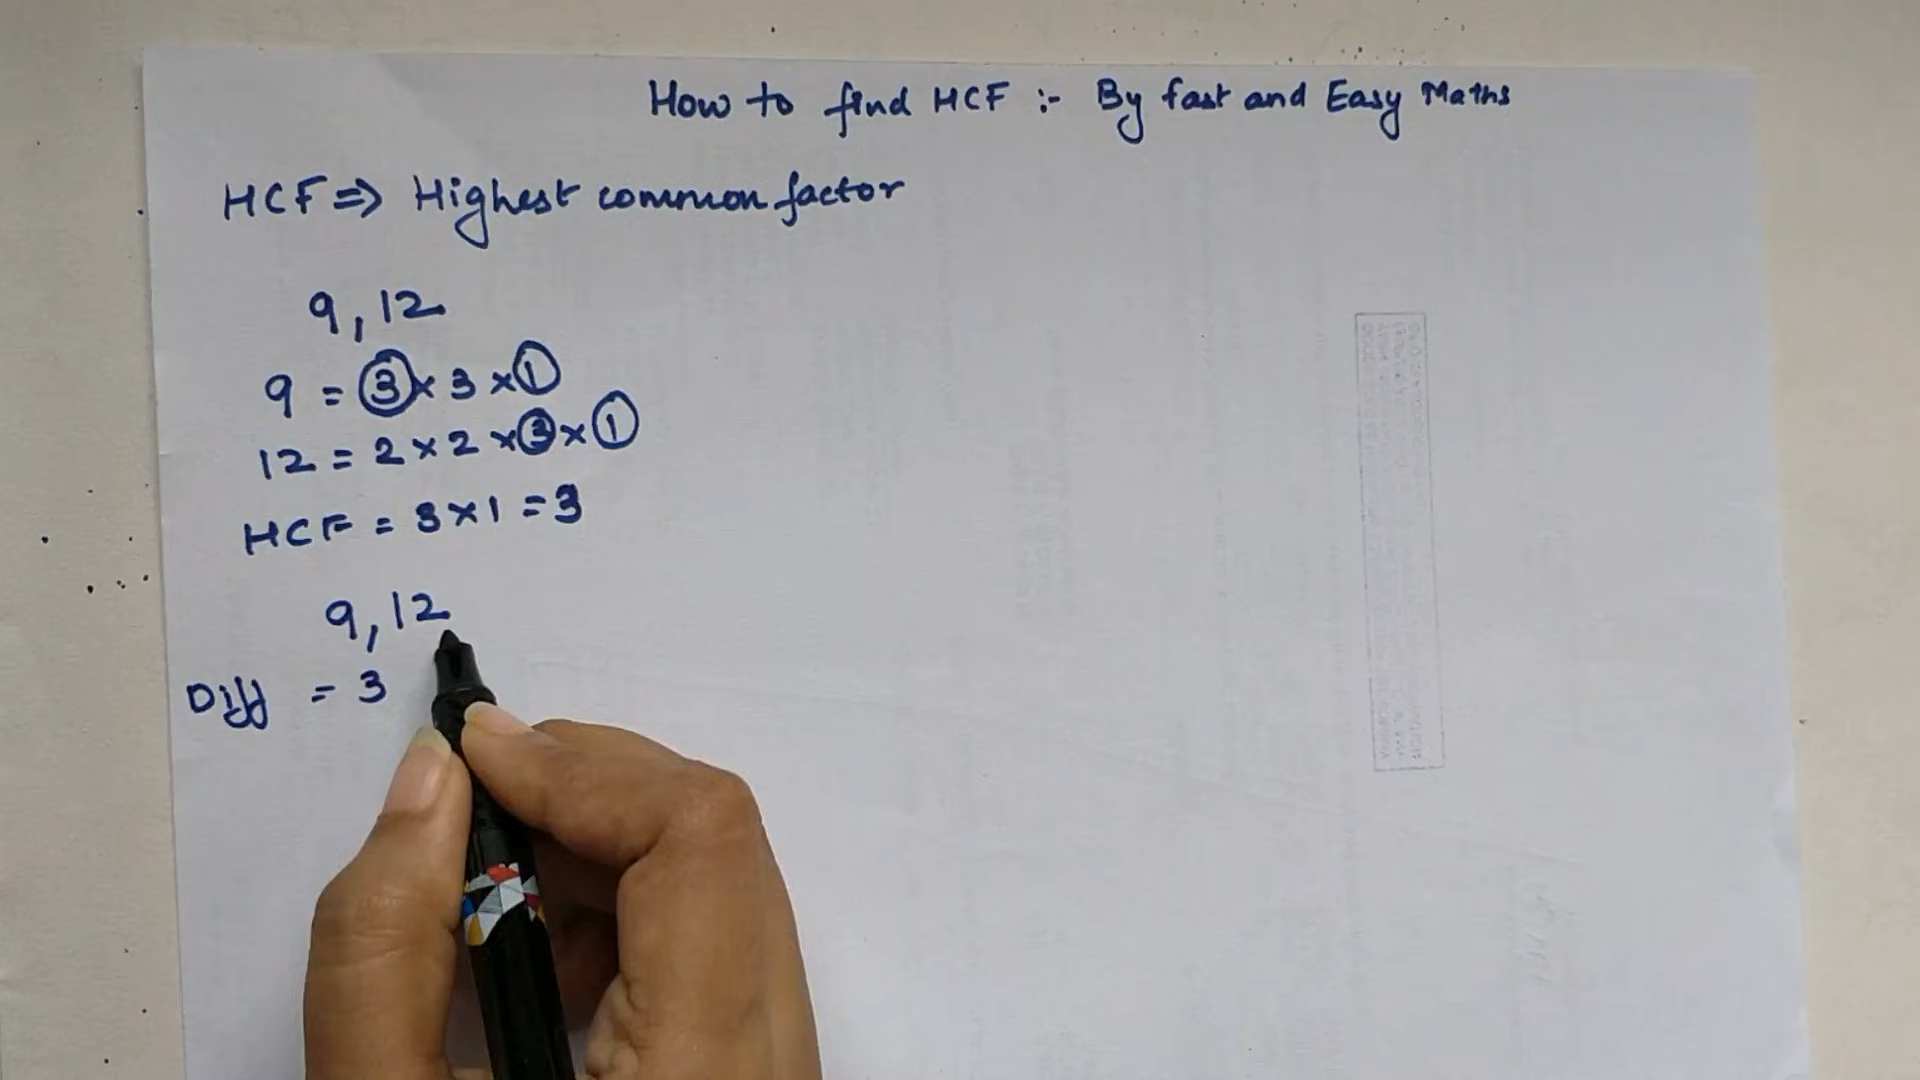 How to find HCF :- By fast and Easy Maths
HCF ⇒ Highest common factor
9, 12
9 = 3 × 3 × 1
12 = 2 × 2 × 3 × 1
HCF = 3 × 1 = 3
9, 12
Diff = 3